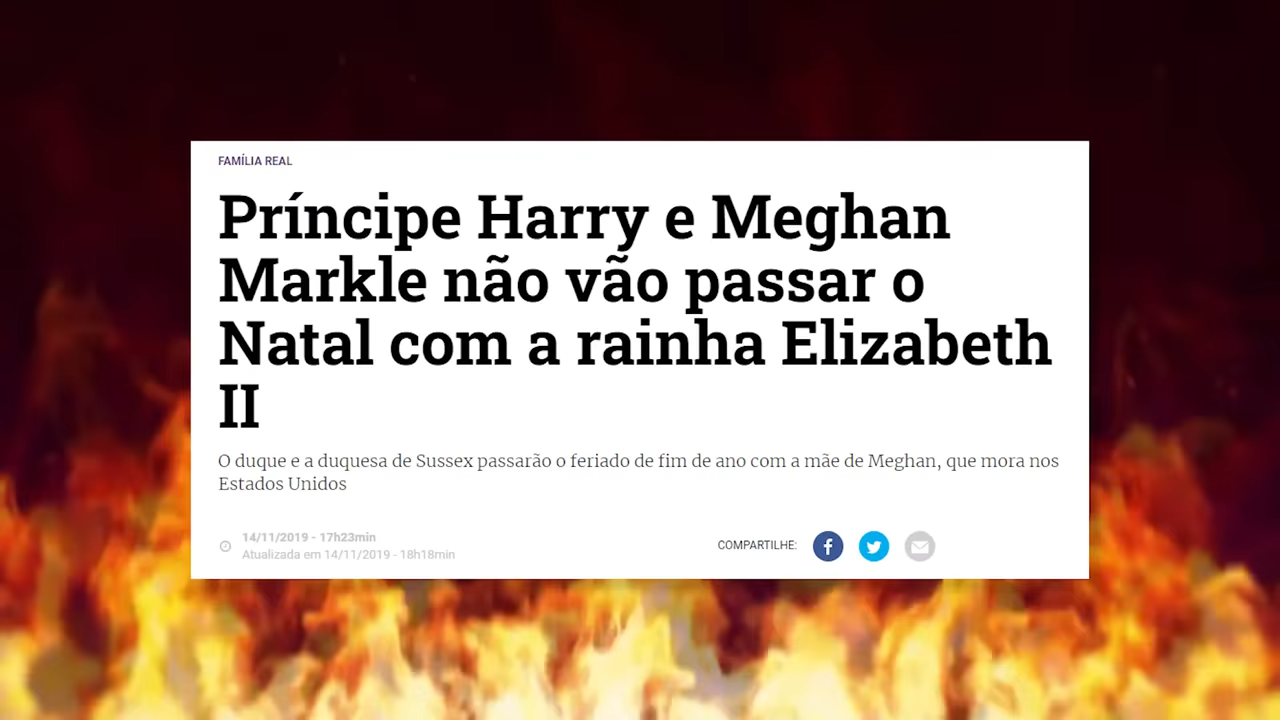 FAMÍLIA REAL
Príncipe Harry e Meghan
Markle não vão passar o
Natal com a rainha Elizabeth
II
O duque e a duquesa de Sussex passarão o feriado de fim de ano com a mãe de Meghan, que mora nos
Estados Unidos
14/11/2019 - 17h23min
Atualizada em 14/11/2019 - 18h18min
COMPARTILHE: